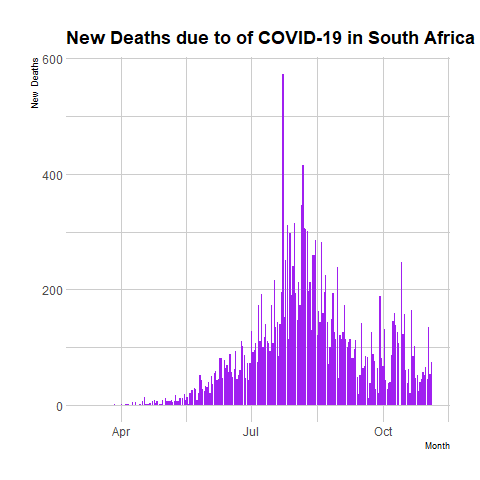 New Deaths due to of COVID-19 in South Africa
New Deaths
600
400
200
0
Apr Jul Oct
Month